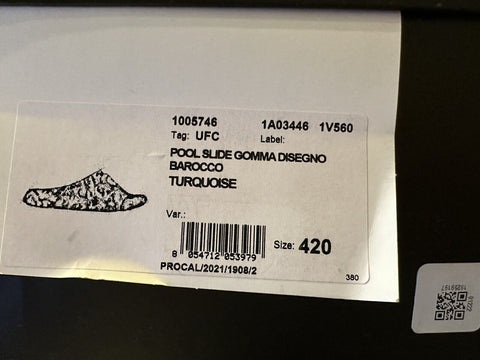 1005746 1A03446 1V560
Tag: UFC Label:
POOL SLIDE GOMMA DISEGNO
BAROCCO
TURQUOISE
Var.:
Size: 420
8 054712 053979
PROCAL/2021/1908/2
380